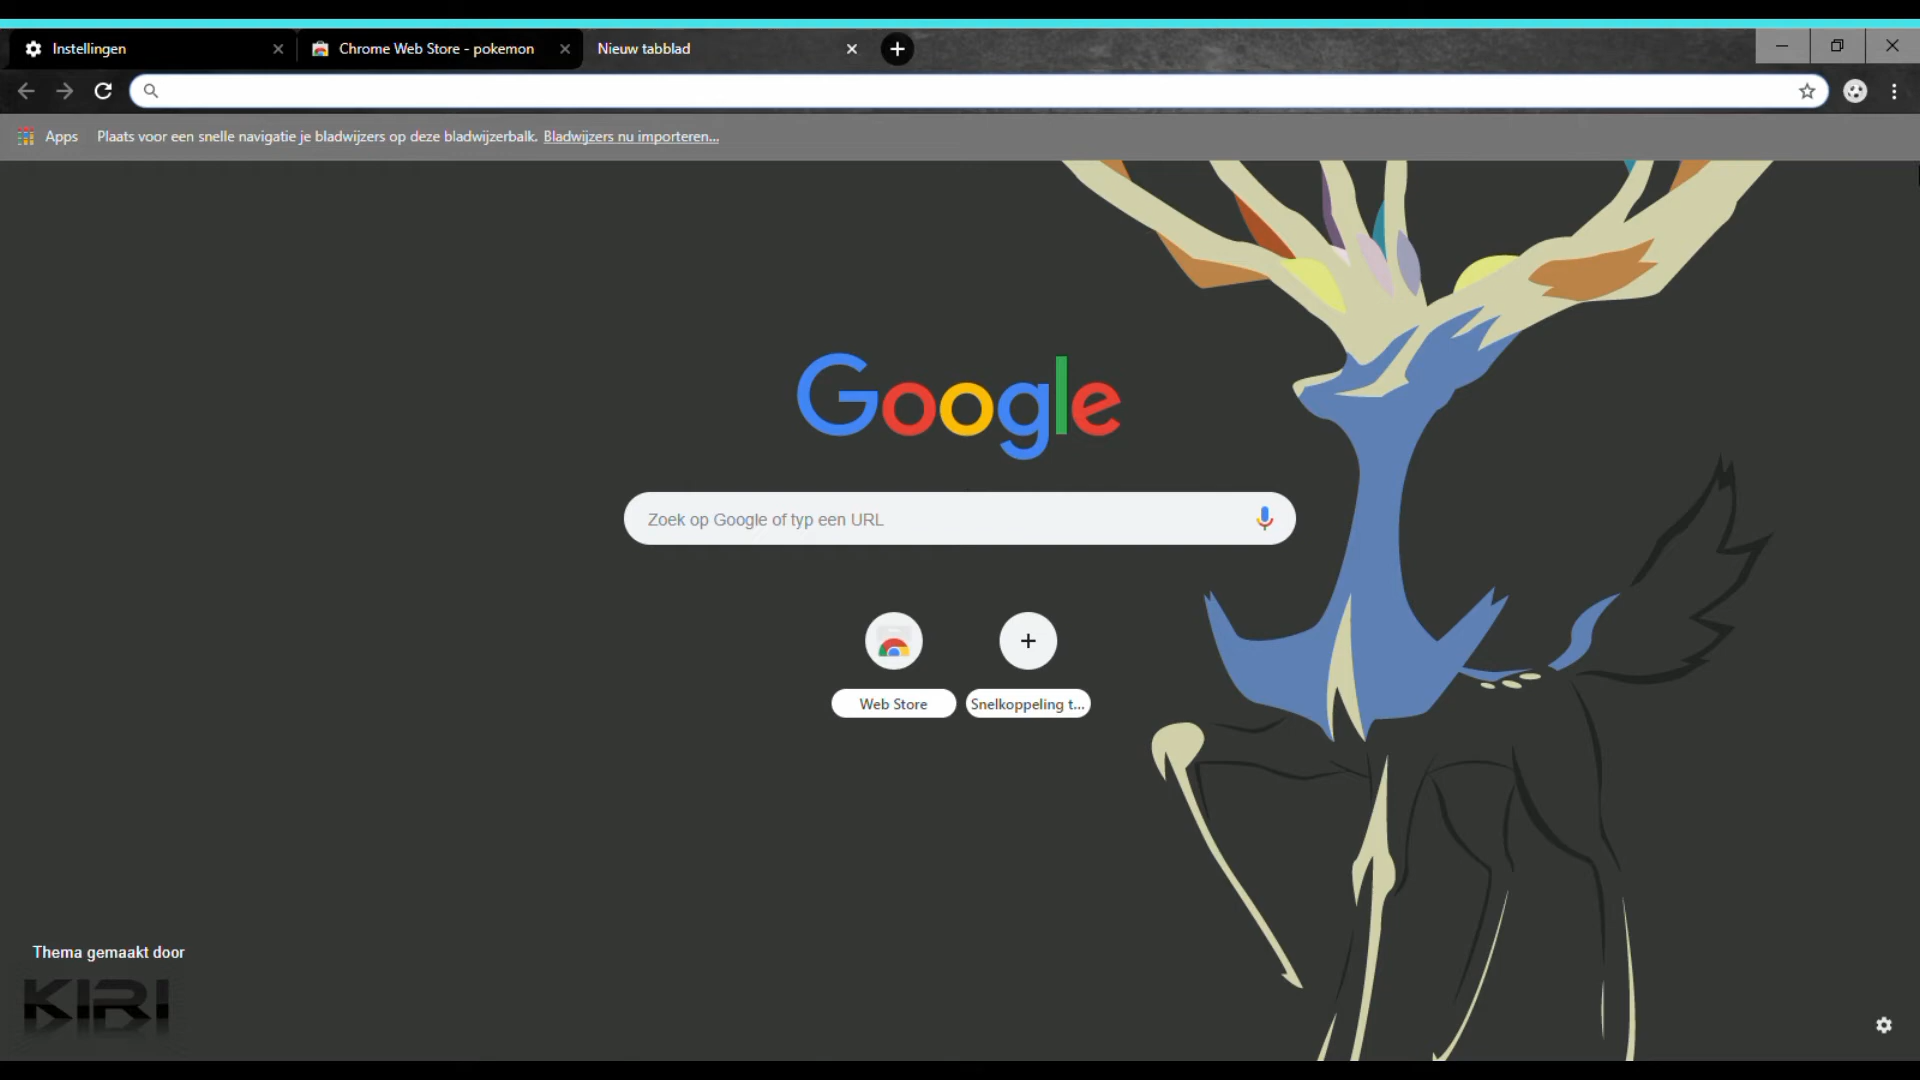 Instellingen
Chrome Web Store - pokemon
Nieuw tabblad
Apps
Plaats voor een snelle navigatie je bladwijzers op deze bladwijzerbalk. Bladwijzers nu importeren...
Google
Zoek op Google of typ een URL
Web Store
Snelkoppeling t...
Thema gemaakt door
KIRI